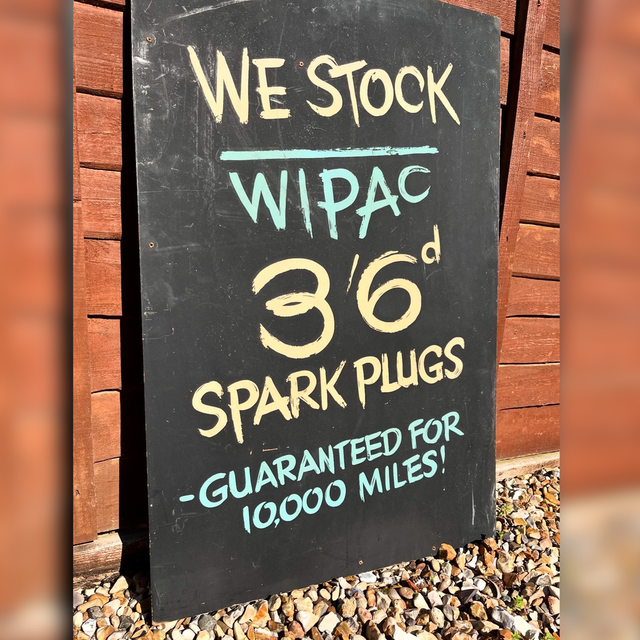 WE STOCK
WIPAC
3'6d
SPARK PLUGS
-GUARANTEED FOR
10,000 MILES!